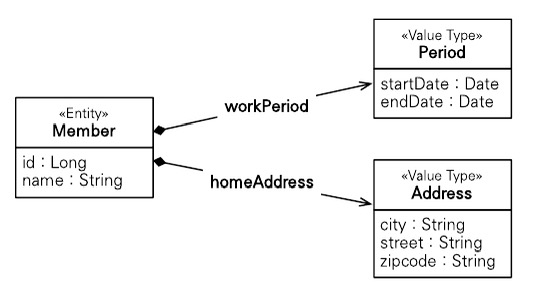 «Entity»
Member
id : Long
name : String
workPeriod
homeAddress
«Value Type»
Period
startDate : Date
endDate : Date
«Value Type»
Address
city : String
street : String
zipcode : String